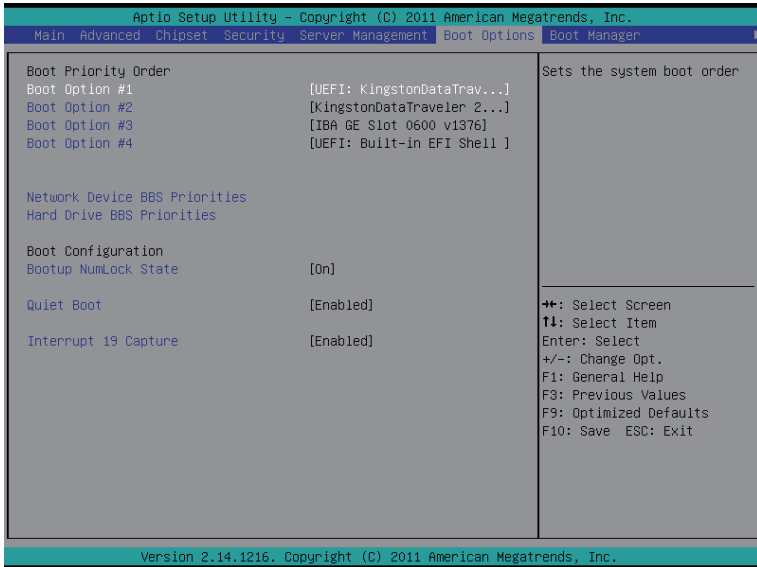 Aptio Setup Utility – Copyright (C) 2011 American Megatrends, Inc.
Main Advanced Chipset Security Server Management Boot Options Boot Manager
Boot Priority Order
Sets the system boot order
Boot Option #1 [UEFI: KingstonDataTrav...]
Boot Option #2 [KingstonDataTraveler 2...]
Boot Option #3 [IBA GE Slot 0600 v1376]
Boot Option #4 [UEFI: Built-in EFI Shell ]
Network Device BBS Priorities
Hard Drive BBS Priorities
Boot Configuration
Bootup NumLock State [On]
Quiet Boot [Enabled]
Interrupt 19 Capture [Enabled]
→←: Select Screen
↑↓: Select Item
Enter: Select
+/-: Change Opt.
F1: General Help
F3: Previous Values
F9: Optimized Defaults
F10: Save ESC: Exit
Version 2.14.1216. Copyright (C) 2011 American Megatrends, Inc.